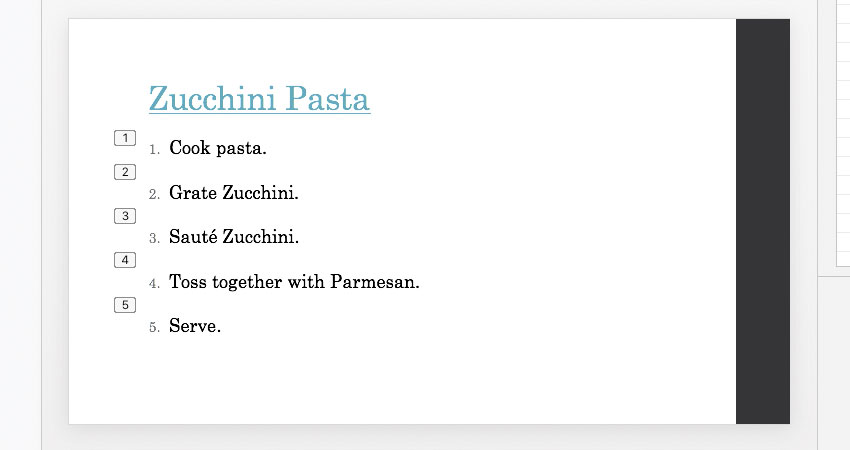 Zucchini Pasta
1
1. Cook pasta.
2
2. Grate Zucchini.
3
3. Sauté Zucchini.
4
4. Toss together with Parmesan.
5
5. Serve.